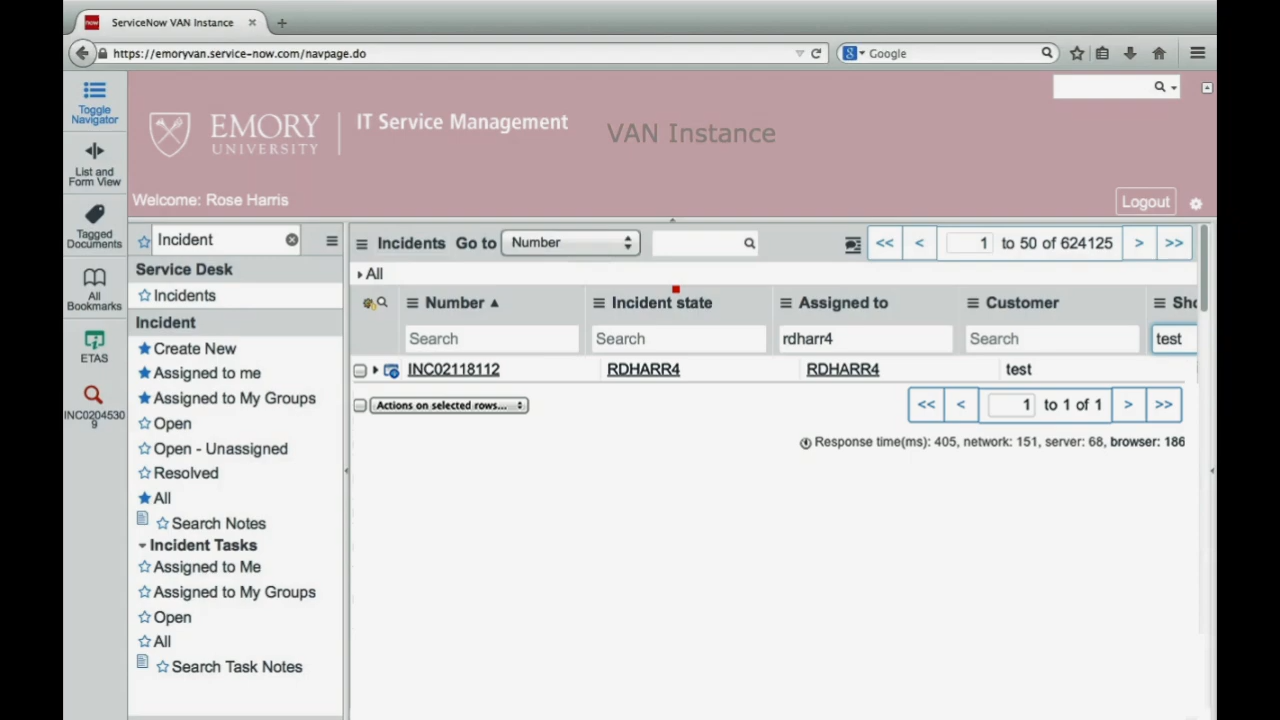 now ServiceNow VAN Instance × +
https://emoryvan.service-now.com/navpage.do
Google
Toggle
Navigator
EMORY
UNIVERSITY
IT Service Management
VAN Instance
List and
Form View
Welcome: Rose Harris
Logout
Tagged
Documents
Incident
Incidents Go to Number << < 1 to 50 of 624125 > >>
Service Desk
All
Incidents
All
Bookmarks
Incident
Number Incident state Assigned to Customer Sho
Search Search rdharr4 Search test
Create New
ETAS
Assigned to me
INC02118112 RDHARR4 RDHARR4 test
Assigned to My Groups
Actions on selected rows... << < 1 to 1 of 1 > >>
INC0204530
9
Open
Open - Unassigned
Response time(ms): 405, network: 151, server: 68, browser: 186
Resolved
All
Search Notes
Incident Tasks
Assigned to Me
Assigned to My Groups
Open
All
Search Task Notes